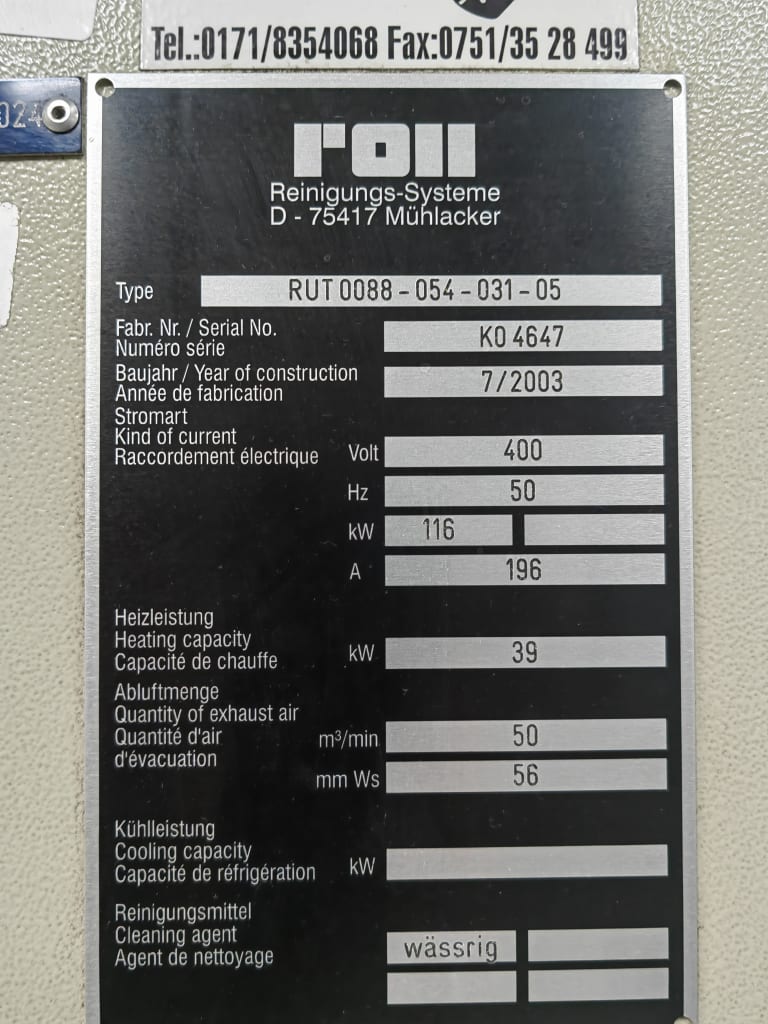 Tel.:0171/8354068 Fax:0751/35 28 499
024
roll
Reinigungs-Systeme
D - 75417 Mühlacker
Type RUT 0088 - 054 - 031 - 05
Fabr. Nr. / Serial No.
Numéro série KO 4647
Baujahr / Year of construction
Année de fabrication 7/2003
Stromart
Kind of current
Raccordement électrique Volt 400
Hz 50
kW 116
A 196
Heizleistung
Heating capacity
Capacité de chauffe kW 39
Abluftmenge
Quantity of exhaust air
Quantité d'air m³/min 50
d'évacuation
mm Ws 56
Kühlleistung
Cooling capacity
Capacité de réfrigération kW
Reinigungsmittel
Cleaning agent wässrig
Agent de nettoyage